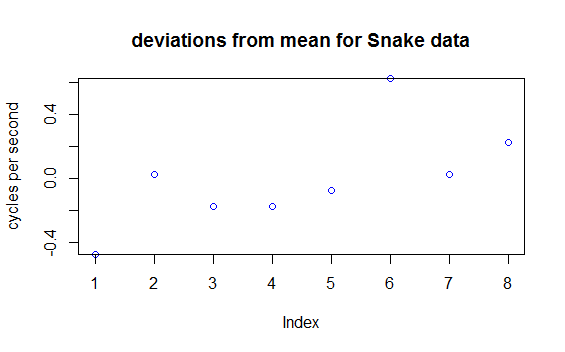 deviations from mean for Snake data
cycles per second
0.4
0.0
-0.4
1 2 3 4 5 6 7 8
Index